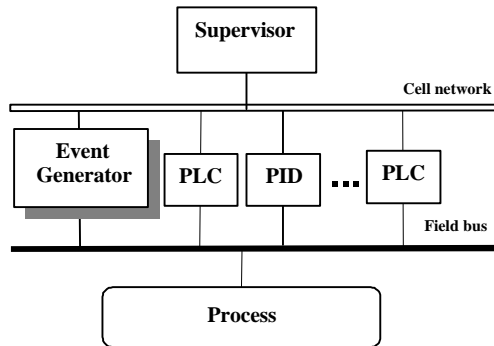 Supervisor
Cell network
Event
Generator
PLC
PID
...
PLC
Field bus
Process